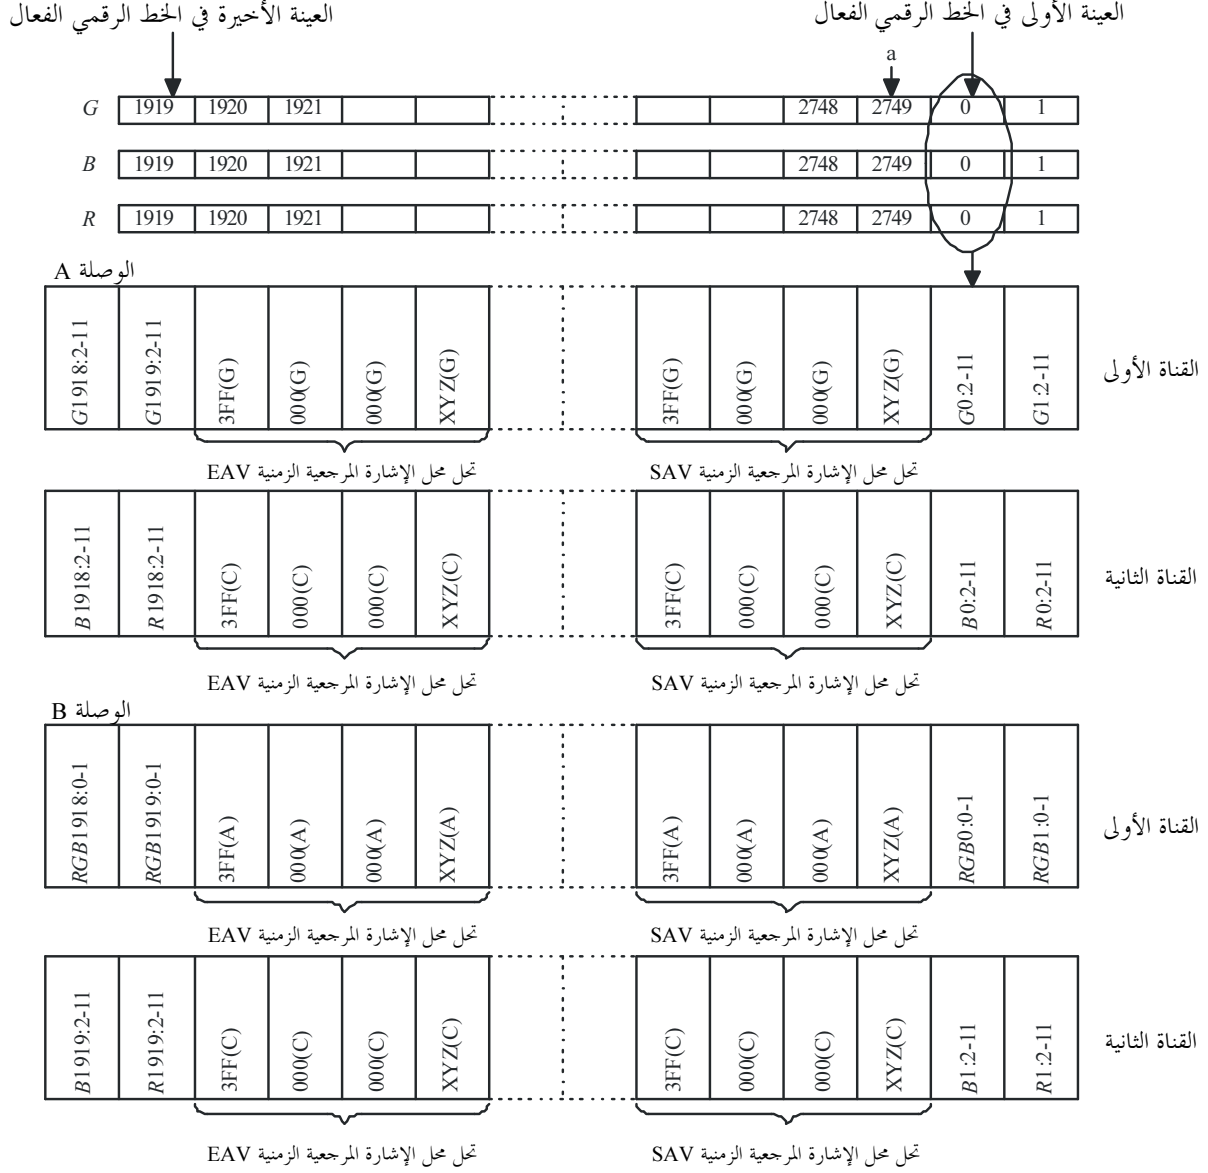 العينة الأخيرة في الخط الرقمي الفعال
العينة الأولى في الخط الرقمي الفعال
a
G 1919 1920 1921 2748 2749 0 1
B 1919 1920 1921 2748 2749 0 1
R 1919 1920 1921 2748 2749 0 1
الوصلة A
G1918:2-11 G1919:2-11 3FF(G) 000(G) 000(G) XYZ(G) 3FF(G) 000(G) 000(G) XYZ(G) G0:2-11 G1:2-11
القناة الأولى
تحل محل الإشارة المرجعية الزمنية EAV
تحل محل الإشارة المرجعية الزمنية SAV
B1918:2-11 R1918:2-11 3FF(C) 000(C) 000(C) XYZ(C) 3FF(C) 000(C) 000(C) XYZ(C) B0:2-11 R0:2-11
القناة الثانية
تحل محل الإشارة المرجعية الزمنية EAV
تحل محل الإشارة المرجعية الزمنية SAV
الوصلة B
RGB1918:0-1 RGB1919:0-1 3FF(A) 000(A) 000(A) XYZ(A) 3FF(A) 000(A) 000(A) XYZ(A) RGB0:0-1 RGB1:0-1
القناة الأولى
تحل محل الإشارة المرجعية الزمنية EAV
تحل محل الإشارة المرجعية الزمنية SAV
B1919:2-11 R1919:2-11 3FF(C) 000(C) 000(C) XYZ(C) 3FF(C) 000(C) 000(C) XYZ(C) B1:2-11 R1:2-11
القناة الثانية
تحل محل الإشارة المرجعية الزمنية EAV
تحل محل الإشارة المرجعية الزمنية SAV